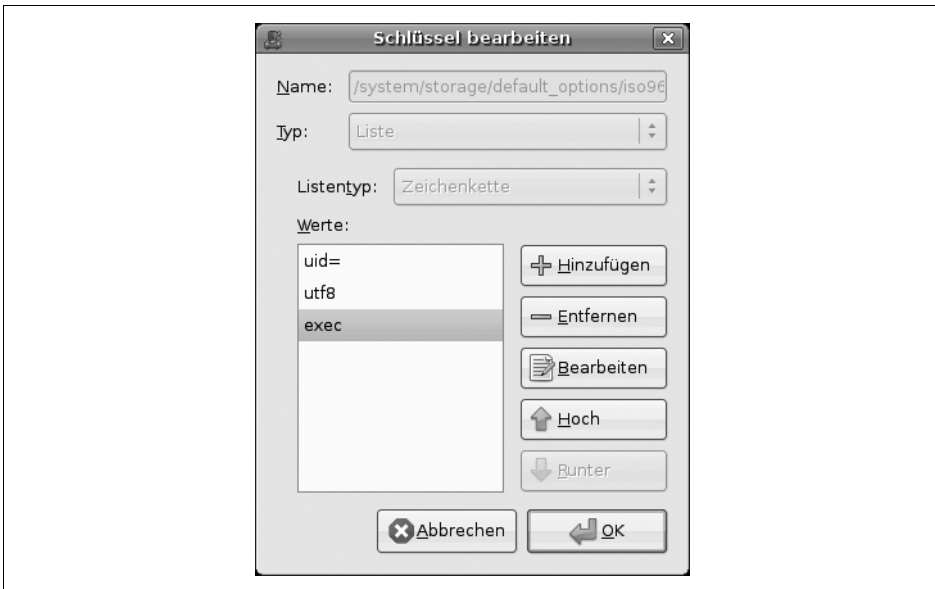 Schlüssel bearbeiten
Name: /system/storage/default_options/iso96
Typ: Liste
Listentyp: Zeichenkette
Werte:
uid=
utf8
exec
Hinzufügen
Entfernen
Bearbeiten
Hoch
Runter
Abbrechen
OK